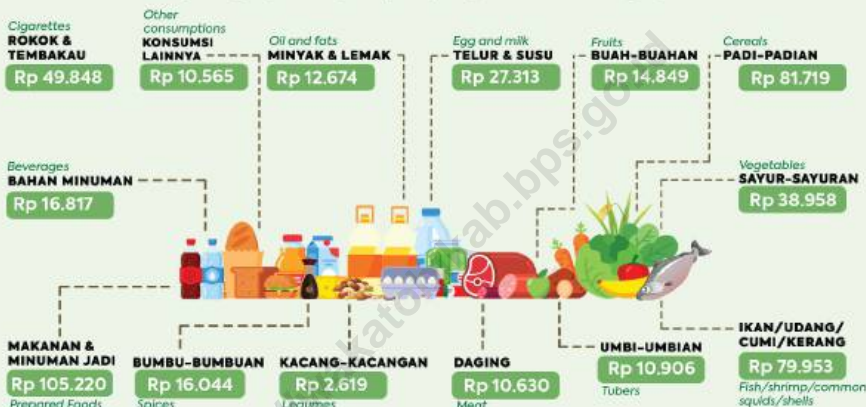 Cigarettes
ROKOK &
TEMBAKAU
Rp 49.848
Other
consumptions
KONSUMSI
LAINNYA
Rp 10.565
Oil and fats
MINYAK & LEMAK
Rp 12.674
Egg and milk
TELUR & SUSU
Rp 27.313
Fruits
BUAH-BUAHAN
Rp 14.849
Cereals
PADI-PADIAN
Rp 81.719
Beverages
BAHAN MINUMAN
Rp 16.817
Vegetables
SAYUR-SAYURAN
Rp 38.958
MAKANAN &
MINUMAN JADI
Rp 105.220
Prepared Foods
BUMBU-BUMBUAN
Rp 16.044
Spices
KACANG-KACANGAN
Rp 2.619
Legumes
DAGING
Rp 10.630
Meat
UMBI-UMBIAN
Rp 10.906
Tubers
IKAN/UDANG/
CUMI/KERANG
Rp 79.953
Fish/shrimp/common
squids/shells